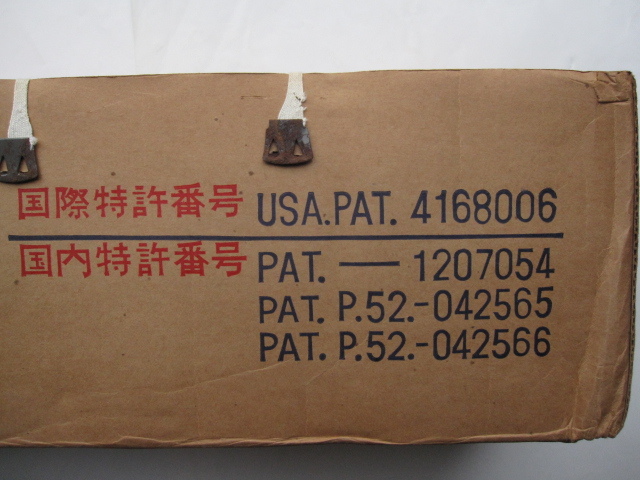 国際特許番号 USA.PAT. 4168006
国内特許番号 PAT. — 1207054
PAT. P.52.-042565
PAT. P.52.-042566